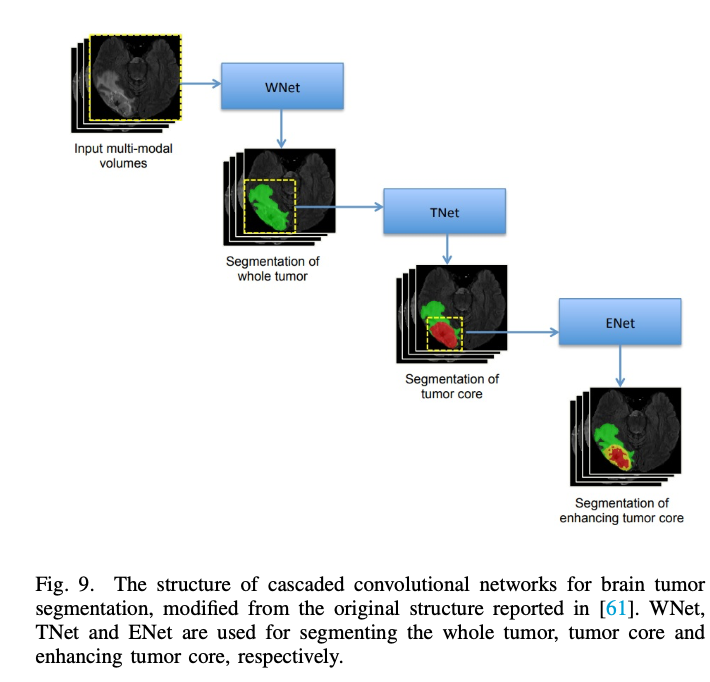 Input multi-modal
volumes
WNet
Segmentation of
whole tumor
TNet
Segmentation of
tumor core
ENet
Segmentation of
enhancing tumor core
Fig. 9. The structure of cascaded convolutional networks for brain tumor
segmentation, modified from the original structure reported in [61]. WNet,
TNet and ENet are used for segmenting the whole tumor, tumor core and
enhancing tumor core, respectively.